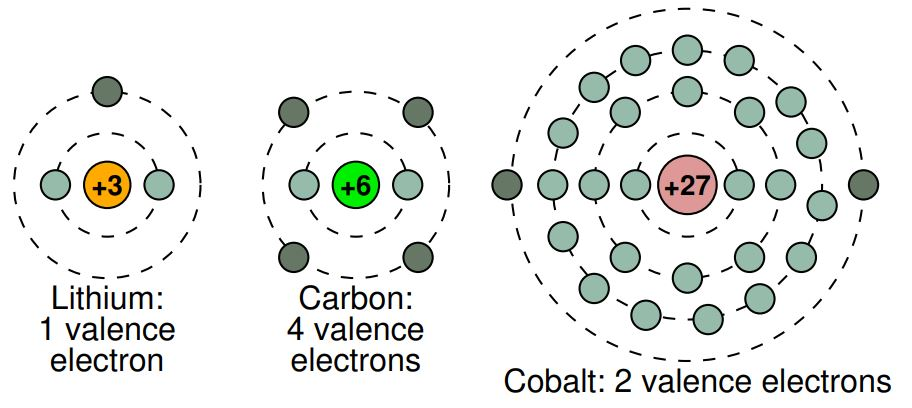 +3
+6
+27
Lithium:
1 valence
electron
Carbon:
4 valence
electrons
Cobalt: 2 valence electrons